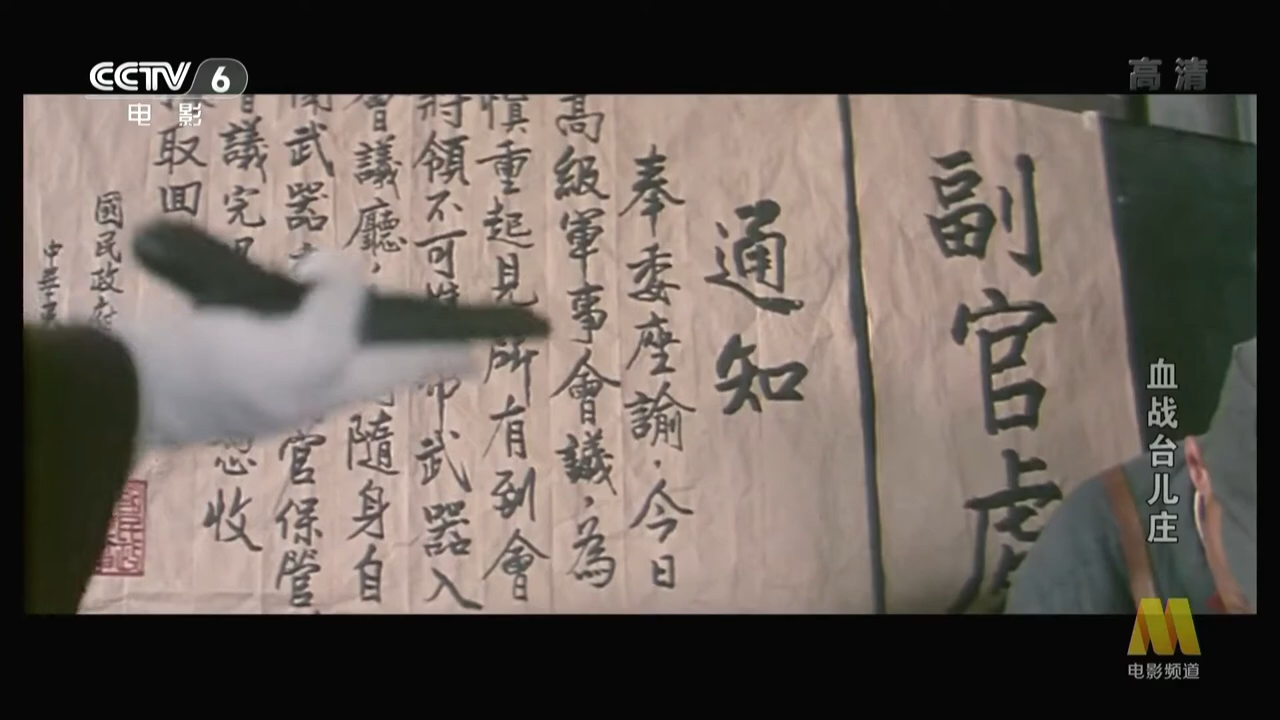 CCTV 6
电影
高清
副官處
通知
奉委座諭，今日
高級軍事會議，為
慎重起見所有到會
將領不可 武器入
會議廳， 隨身自
武器 官保管
議完 收
取回
國民政府
中華
血战台儿庄
电影频道